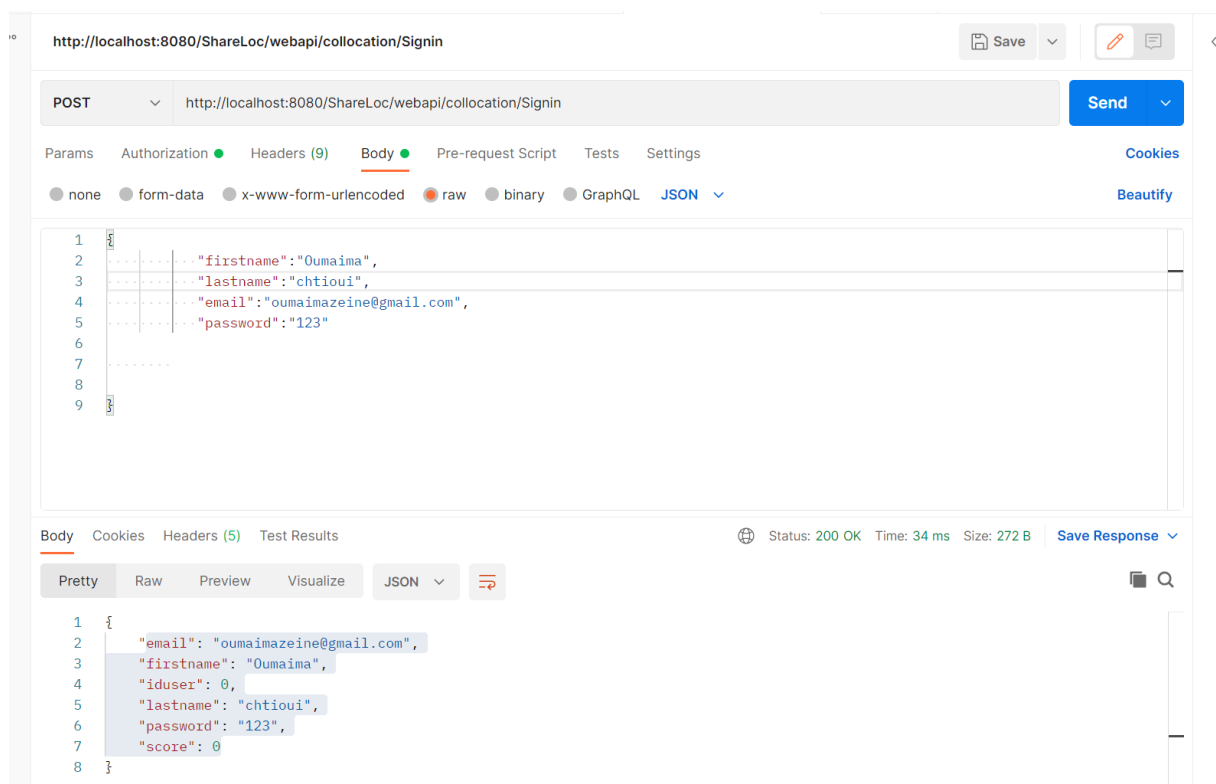 http://localhost:8080/ShareLoc/webapi/collocation/Signin Save
POST http://localhost:8080/ShareLoc/webapi/collocation/Signin Send
Params Authorization Headers (9) Body Pre-request Script Tests Settings Cookies
none form-data x-www-form-urlencoded raw binary GraphQL JSON Beautify
1 {
2 "firstname":"Oumaima",
3 "lastname":"chtioui",
4 "email":"oumaimazeine@gmail.com",
5 "password":"123"
6
7
8
9 }
Body Cookies Headers (5) Test Results Status: 200 OK Time: 34 ms Size: 272 B Save Response
Pretty Raw Preview Visualize JSON
1 {
2 "email": "oumaimazeine@gmail.com",
3 "firstname": "Oumaima",
4 "iduser": 0,
5 "lastname": "chtioui",
6 "password": "123",
7 "score": 0
8 }